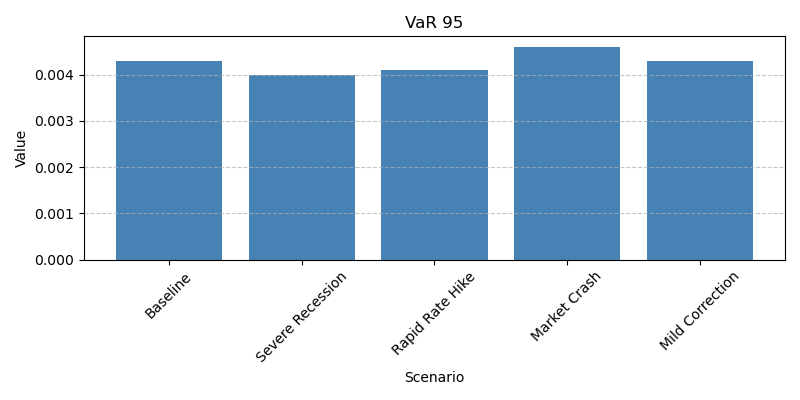 VaR 95
Value
0.004
0.003
0.002
0.001
0.000
Baseline
Severe Recession
Rapid Rate Hike
Market Crash
Mild Correction
Scenario